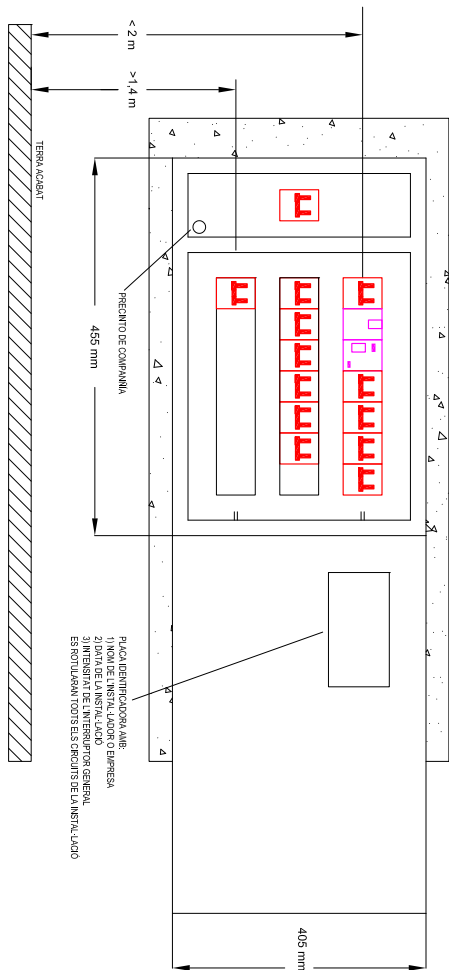 < 2 m
>1,4 m
TERRA ACABAT
PRECINTO DE COMPANÑIA
455 mm
PLACA IDENTIFICADORA AMB:
1) NOM DE L'INSTAL·LADOR O EMPRESA
2) DATA DE LA INSTAL·LACIÓ
3) INTENSITAT DE L'INTERRUPTOR GENERAL
ES ROTULARAN TODTS ELS CIRCUITS DE LA INSTAL·LACIÓ
405 mm